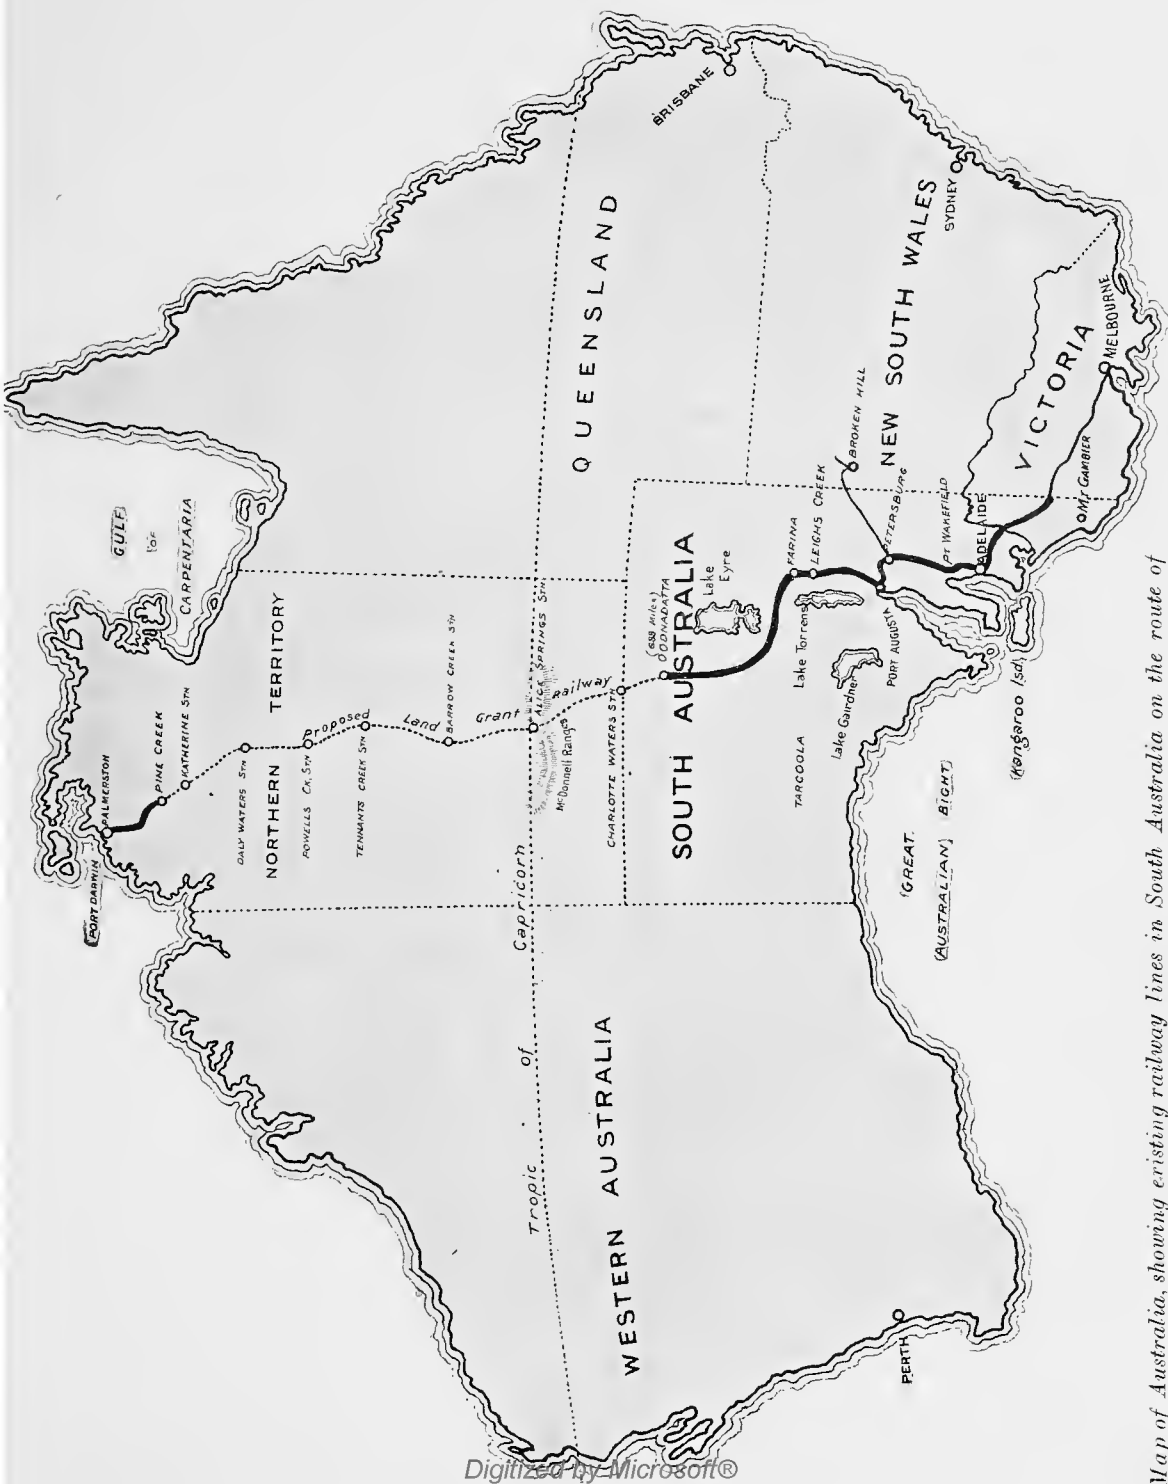 GULF
OF
CARPENTARIA
PORT DARWIN
PALMERSTON
PINE CREEK
KATHERINE STN
DALY WATERS STN
NORTHERN TERRITORY
POWELLS CK. STN
TENNANTS CREEK STN
BARROW CREEK STN
Proposed Land Grant Railway
ALICE SPRINGS STN
McDonnell Ranges
Tropic of Capricorn
CHARLOTTE WATERS STN
QUEENSLAND
BRISBANE
WESTERN AUSTRALIA
PERTH
SOUTH AUSTRALIA
(688 Miles)
OODNADATTA
Lake
Eyre
FARINA
LEIGHS CREEK
Lake Torrens
TARCOOLA
Lake Gairdner
PORT AUGUSTA
PETERSBURG
BROKEN HILL
NEW SOUTH WALES
SYDNEY
PT WAKEFIELD
ADELAIDE
VICTORIA
MELBOURNE
MT GAMBIER
(Kangaroo Isd)
(GREAT.
(AUSTRALIAN) BIGHT)
Map of Australia, showing existing railway lines in South Australia on the route of
Digitized by Microsoft®